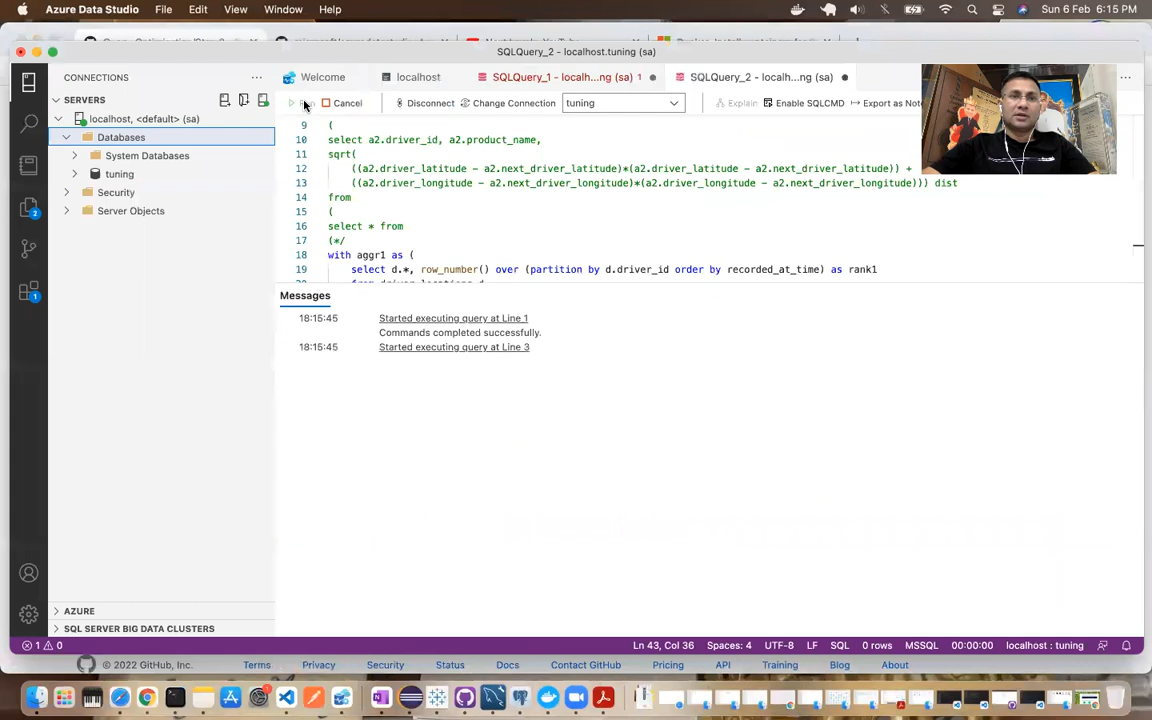 Azure Data Studio File Edit View Window Help Sun 6 Feb 6:15 PM
SQLQuery_2 - localhost.tuning (sa)
CONNECTIONS
Welcome
localhost
SQLQuery_1 - localh...ng (sa) 1
SQLQuery_2 - localh...ng (sa)
SERVERS
Cancel Disconnect Change Connection tuning Explain Enable SQLCMD Export as Note
localhost, <default> (sa)
Databases
System Databases
tuning
Security
Server Objects
9 (
10 select a2.driver_id, a2.product_name,
11 sqrt(
12 ((a2.driver_latitude - a2.next_driver_latitude)*(a2.driver_latitude - a2.next_driver_latitude)) +
13 ((a2.driver_longitude - a2.next_driver_longitude)*(a2.driver_longitude - a2.next_driver_longitude))) dist
14 from
15 (
16 select * from
17 (*/
18 with aggr1 as (
19 select d.*, row_number() over (partition by d.driver_id order by recorded_at_time) as rank1
Messages
18:15:45 Started executing query at Line 1
Commands completed successfully.
18:15:45 Started executing query at Line 3
2
1
AZURE
SQL SERVER BIG DATA CLUSTERS
1 0 Ln 43, Col 36 Spaces: 4 UTF-8 LF SQL 0 rows MSSQL 00:00:00 localhost : tuning
© 2022 GitHub, Inc. Terms Privacy Security Status Docs Contact GitHub Pricing API Training Blog About